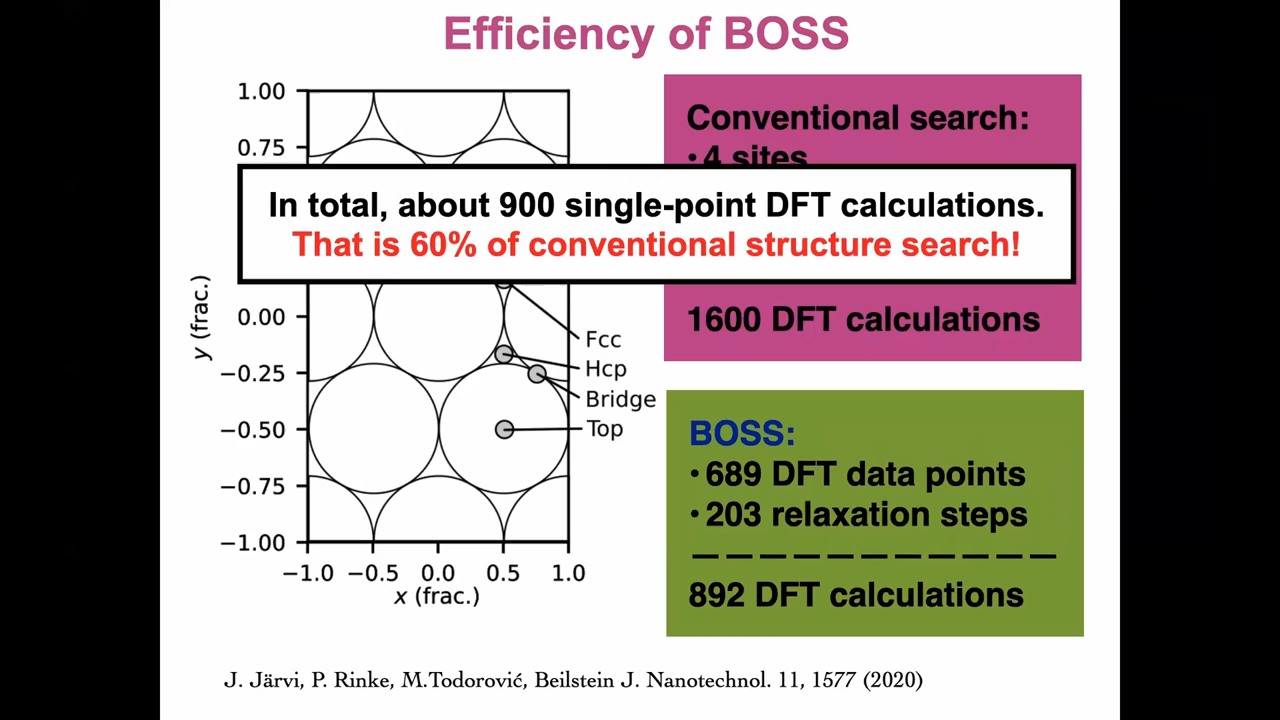 Efficiency of BOSS
1.00
0.75
0.00
−0.25
−0.50
−0.75
−1.00
y (frac.)
−1.0 −0.5 0.0 0.5 1.0
x (frac.)
Fcc
Hcp
Bridge
Top
Conventional search:
• 4 sites
In total, about 900 single-point DFT calculations.
That is 60% of conventional structure search!
1600 DFT calculations
BOSS:
• 689 DFT data points
• 203 relaxation steps
892 DFT calculations
J. Järvi, P. Rinke, M.Todorović, Beilstein J. Nanotechnol. 11, 1577 (2020)